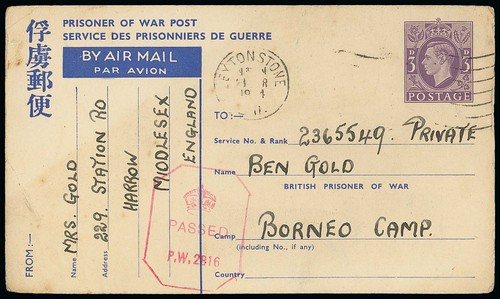 PRISONER OF WAR POST
SERVICE DES PRISONNIERS DE GUERRE
俘虜郵便
BY AIR MAIL
PAR AVION
LEYTONSTONE
3D POSTAGE 3D
TO:—
Service No. & Rank 2365549. PRIVATE
Name BEN GOLD
BRITISH PRISONER OF WAR
Camp BORNEO CAMP.
(including No., if any)
Country
FROM:—
Name MRS. GOLD
Address 229. STATION RD
HARROW
MIDDLESEX
ENGLAND
PASSED
P.W. 2816